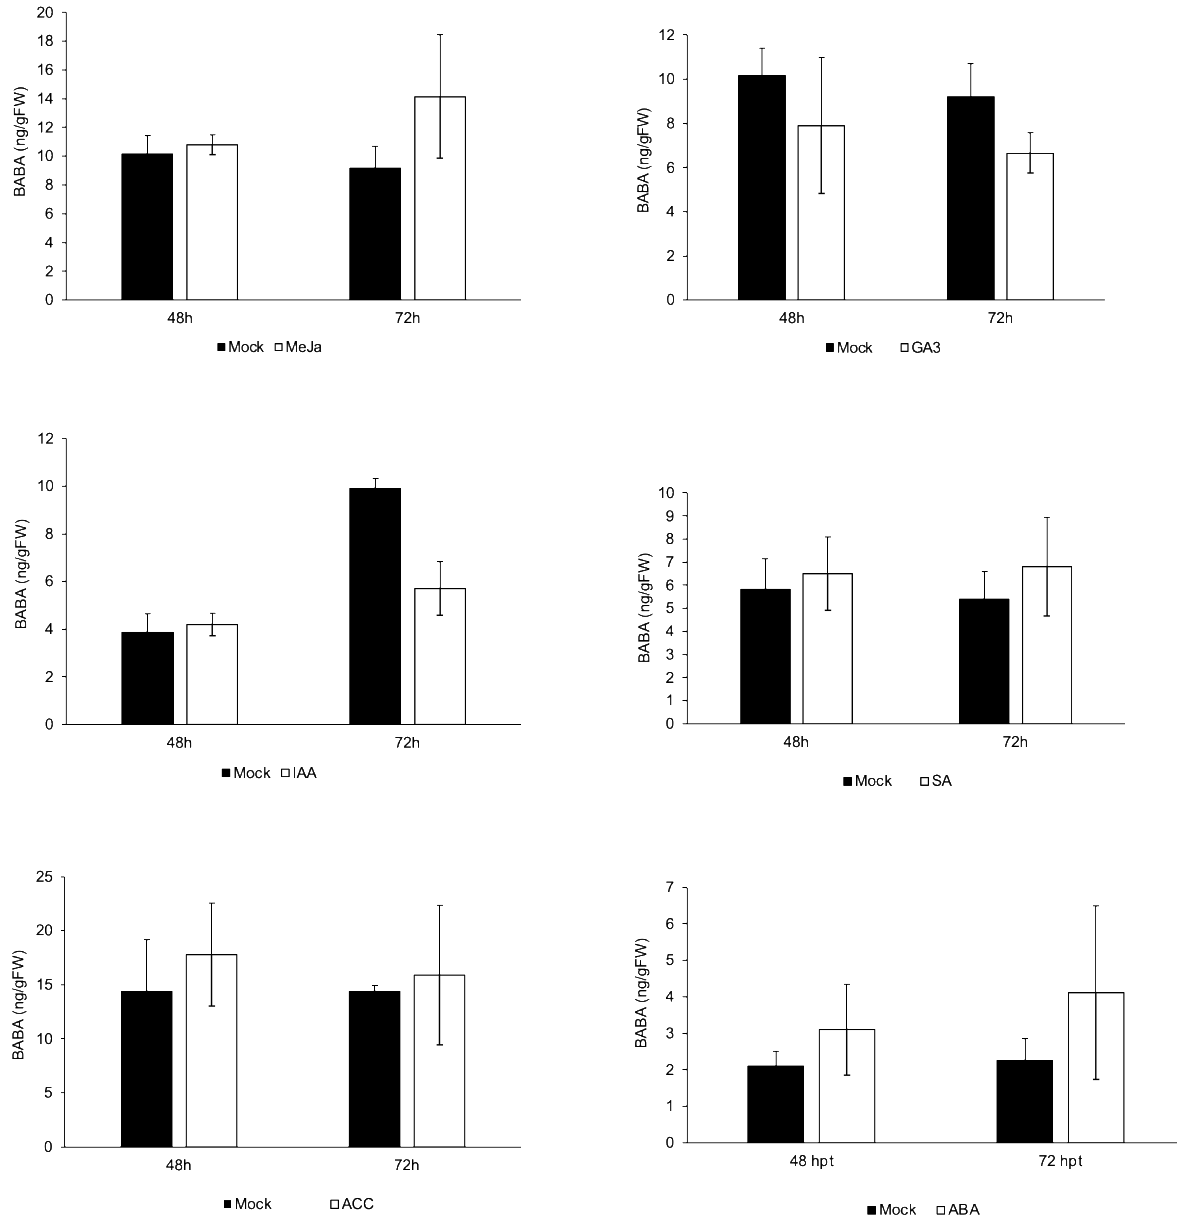 20
18
16
14
12
10
8
6
4
2
0
BABA (ng/gFW)
48h 72h
Mock MeJa
12
10
8
6
4
2
0
BABA (ng/gFW)
48h 72h
Mock GA3
12
10
8
6
4
2
0
BABA (ng/gFW)
48h 72h
Mock IAA
10
9
8
7
6
5
4
3
2
1
0
BABA (ng/gFW)
48h 72h
Mock SA
25
20
15
10
5
0
BABA (ng/gFW)
48h 72h
Mock ACC
7
6
5
4
3
2
1
0
BABA (ng/gFW)
48 hpt 72 hpt
Mock ABA